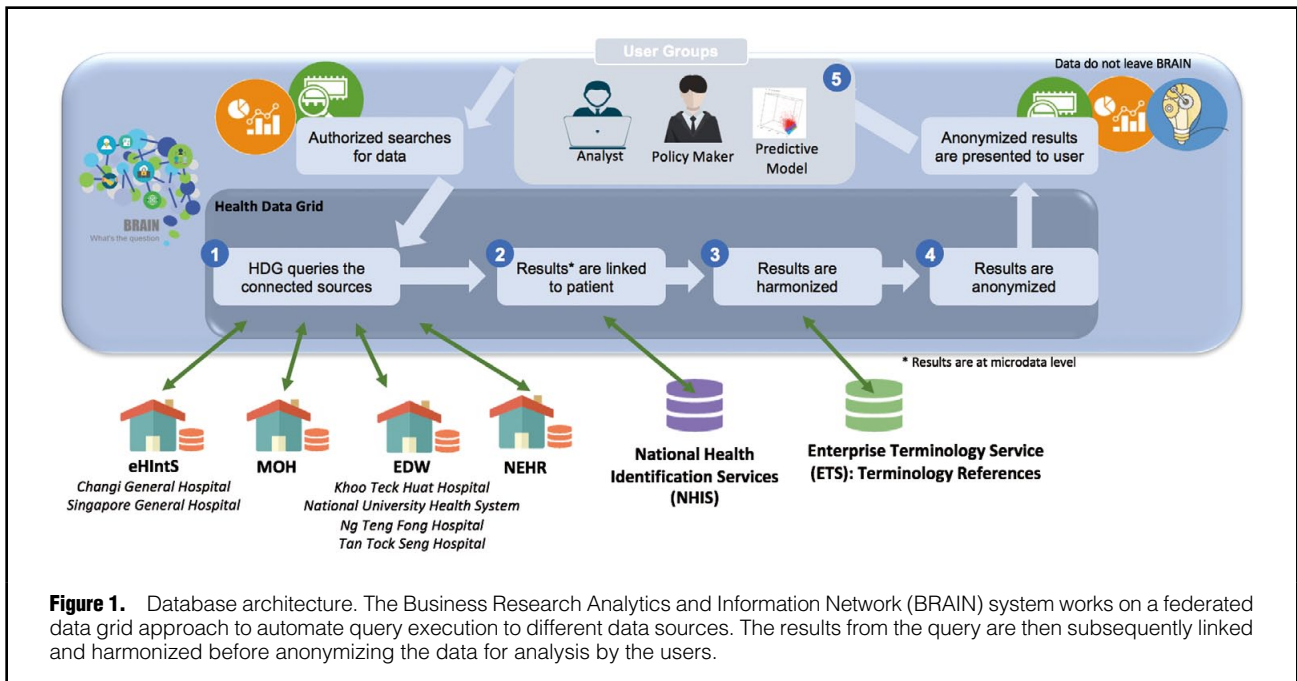 User Groups
Data do not leave BRAIN
5
Authorized searches
for data
Analyst
Policy Maker
Predictive
Model
Anonymized results
are presented to user
BRAIN
What's the question
Health Data Grid
1
HDG queries the
connected sources
2
Results* are linked
to patient
3
Results are
harmonized
4
Results are
anonymized
* Results are at microdata level
eHIntS
Changi General Hospital
Singapore General Hospital
MOH
EDW
Khoo Teck Huat Hospital
National University Health System
Ng Teng Fong Hospital
Tan Tock Seng Hospital
NEHR
National Health
Identification Services
(NHIS)
Enterprise Terminology Service
(ETS): Terminology References
Figure 1. Database architecture. The Business Research Analytics and Information Network (BRAIN) system works on a federated
data grid approach to automate query execution to different data sources. The results from the query are then subsequently linked
and harmonized before anonymizing the data for analysis by the users.